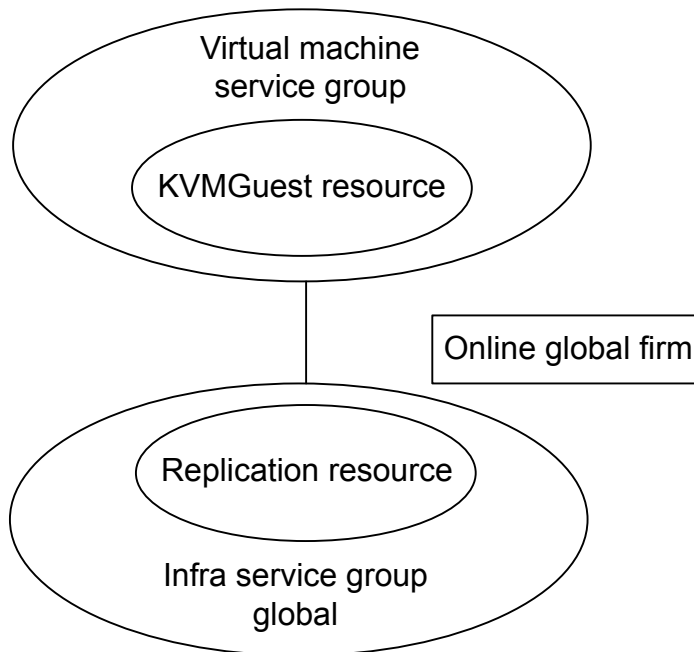 Virtual machine
service group
KVMGuest resource
Online global firm
Replication resource
Infra service group
global